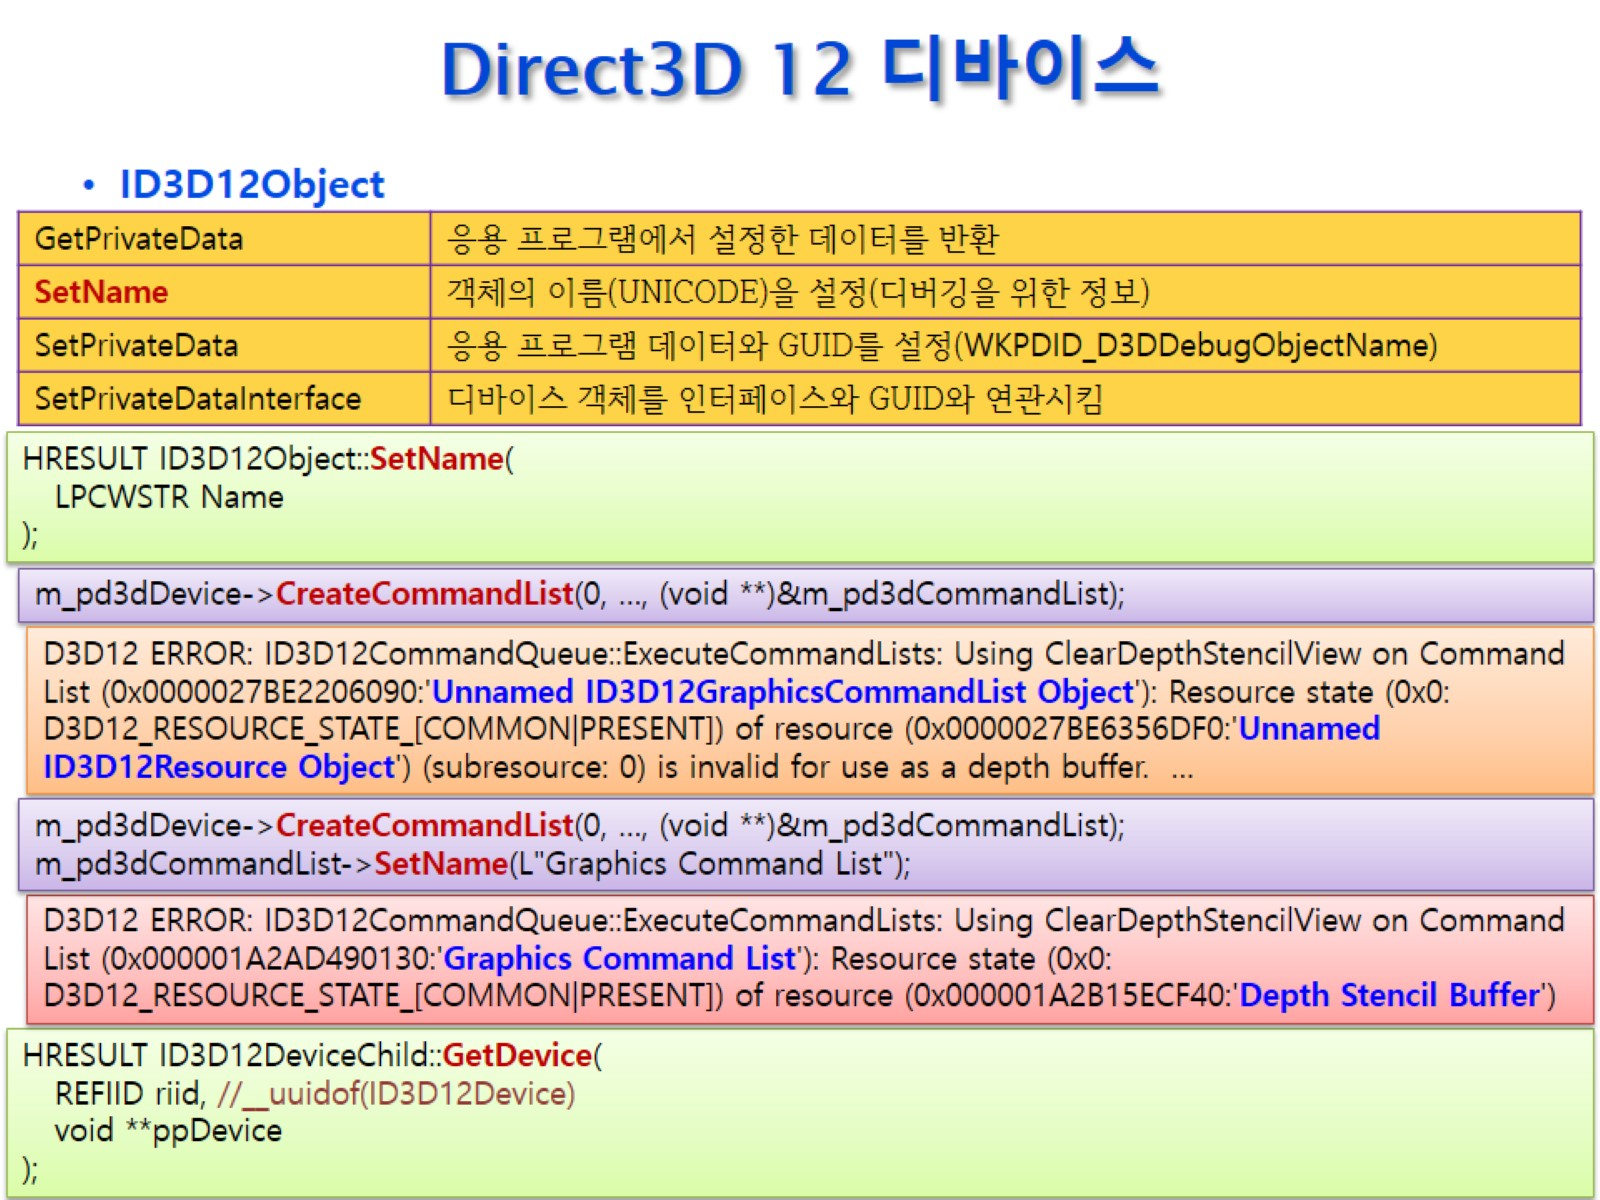 Direct3D 12 디바이스
• ID3D12Object
GetPrivateData 응용 프로그램에서 설정한 데이터를 반환
SetName 객체의 이름(UNICODE)을 설정(디버깅을 위한 정보)
SetPrivateData 응용 프로그램 데이터와 GUID를 설정(WKPDID_D3DDebugObjectName)
SetPrivateDataInterface 디바이스 객체를 인터페이스와 GUID와 연관시킴
HRESULT ID3D12Object::SetName(
LPCWSTR Name
);
m_pd3dDevice->CreateCommandList(0, ..., (void **)&m_pd3dCommandList);
D3D12 ERROR: ID3D12CommandQueue::ExecuteCommandLists: Using ClearDepthStencilView on Command
List (0x0000027BE2206090:'Unnamed ID3D12GraphicsCommandList Object'): Resource state (0x0:
D3D12_RESOURCE_STATE_[COMMON|PRESENT]) of resource (0x0000027BE6356DF0:'Unnamed
ID3D12Resource Object') (subresource: 0) is invalid for use as a depth buffer. ...
m_pd3dDevice->CreateCommandList(0, ..., (void **)&m_pd3dCommandList);
m_pd3dCommandList->SetName(L"Graphics Command List");
D3D12 ERROR: ID3D12CommandQueue::ExecuteCommandLists: Using ClearDepthStencilView on Command
List (0x000001A2AD490130:'Graphics Command List'): Resource state (0x0:
D3D12_RESOURCE_STATE_[COMMON|PRESENT]) of resource (0x000001A2B15ECF40:'Depth Stencil Buffer')
HRESULT ID3D12DeviceChild::GetDevice(
REFIID riid, //__uuidof(ID3D12Device)
void **ppDevice
);